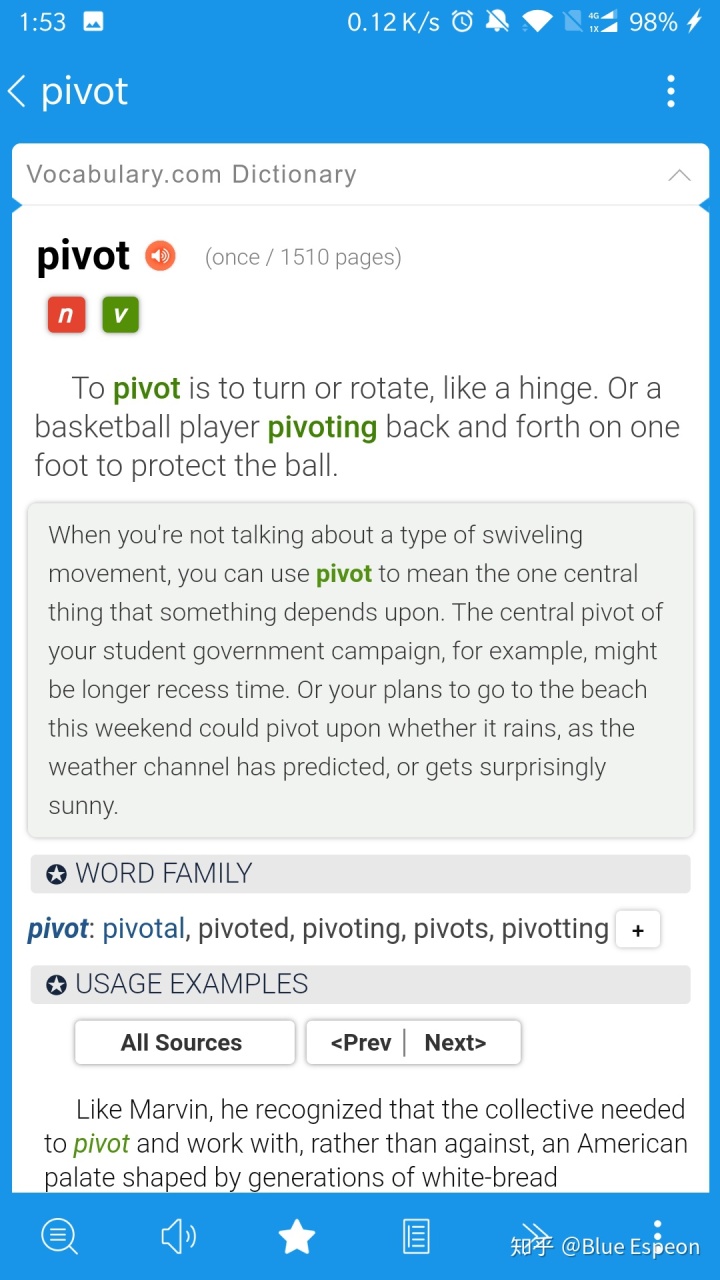 1:53 0.12 K/s 4G 1X 98%
pivot
Vocabulary.com Dictionary
pivot (once / 1510 pages)
n v
To pivot is to turn or rotate, like a hinge. Or a
basketball player pivoting back and forth on one
foot to protect the ball.
When you're not talking about a type of swiveling
movement, you can use pivot to mean the one central
thing that something depends upon. The central pivot of
your student government campaign, for example, might
be longer recess time. Or your plans to go to the beach
this weekend could pivot upon whether it rains, as the
weather channel has predicted, or gets surprisingly
sunny.
WORD FAMILY
pivot: pivotal, pivoted, pivoting, pivots, pivotting +
USAGE EXAMPLES
All Sources <Prev | Next>
Like Marvin, he recognized that the collective needed
to pivot and work with, rather than against, an American
palate shaped by generations of white-bread
知乎 @Blue Espeon